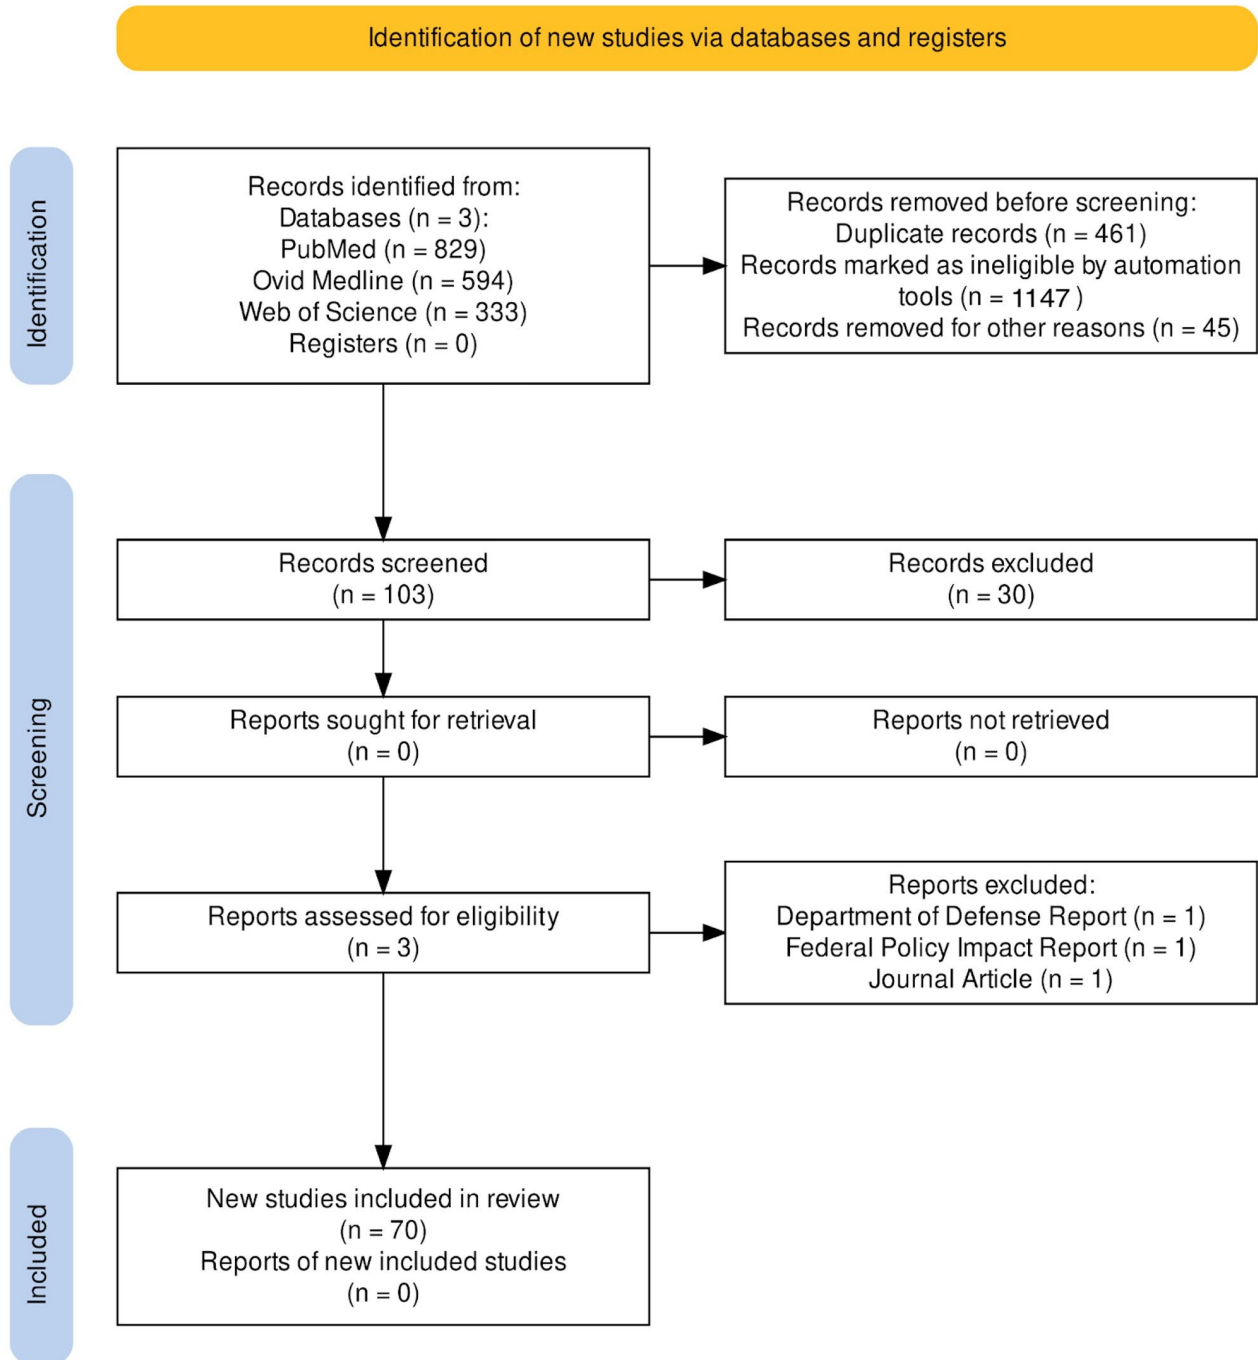 Identification of new studies via databases and registers
Identification
Records identified from:
Databases (n = 3):
PubMed (n = 829)
Ovid Medline (n = 594)
Web of Science (n = 333)
Registers (n = 0)
Records removed before screening:
Duplicate records (n = 461)
Records marked as ineligible by automation
tools (n = 1147 )
Records removed for other reasons (n = 45)
Screening
Records screened
(n = 103)
Records excluded
(n = 30)
Reports sought for retrieval
(n = 0)
Reports not retrieved
(n = 0)
Reports assessed for eligibility
(n = 3)
Reports excluded:
Department of Defense Report (n = 1)
Federal Policy Impact Report (n = 1)
Journal Article (n = 1)
Included
New studies included in review
(n = 70)
Reports of new included studies
(n = 0)